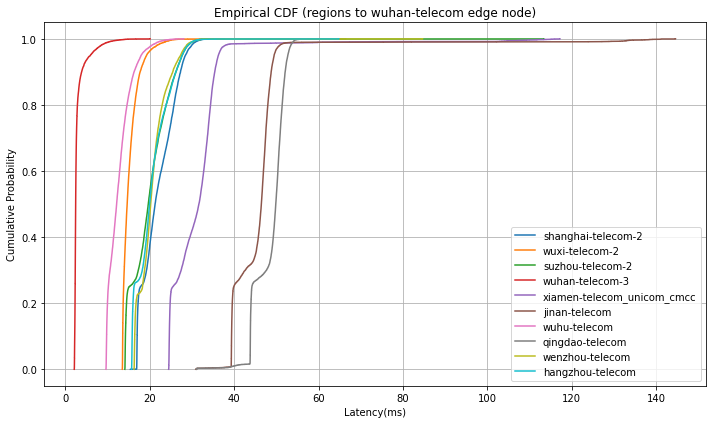 Empirical CDF (regions to wuhan-telecom edge node)
1.0
0.8
0.6
0.4
0.2
0.0
Cumulative Probability
shanghai-telecom-2
wuxi-telecom-2
suzhou-telecom-2
wuhan-telecom-3
xiamen-telecom_unicom_cmcc
jinan-telecom
wuhu-telecom
qingdao-telecom
wenzhou-telecom
hangzhou-telecom
0 20 40 60 80 100 120 140
Latency(ms)